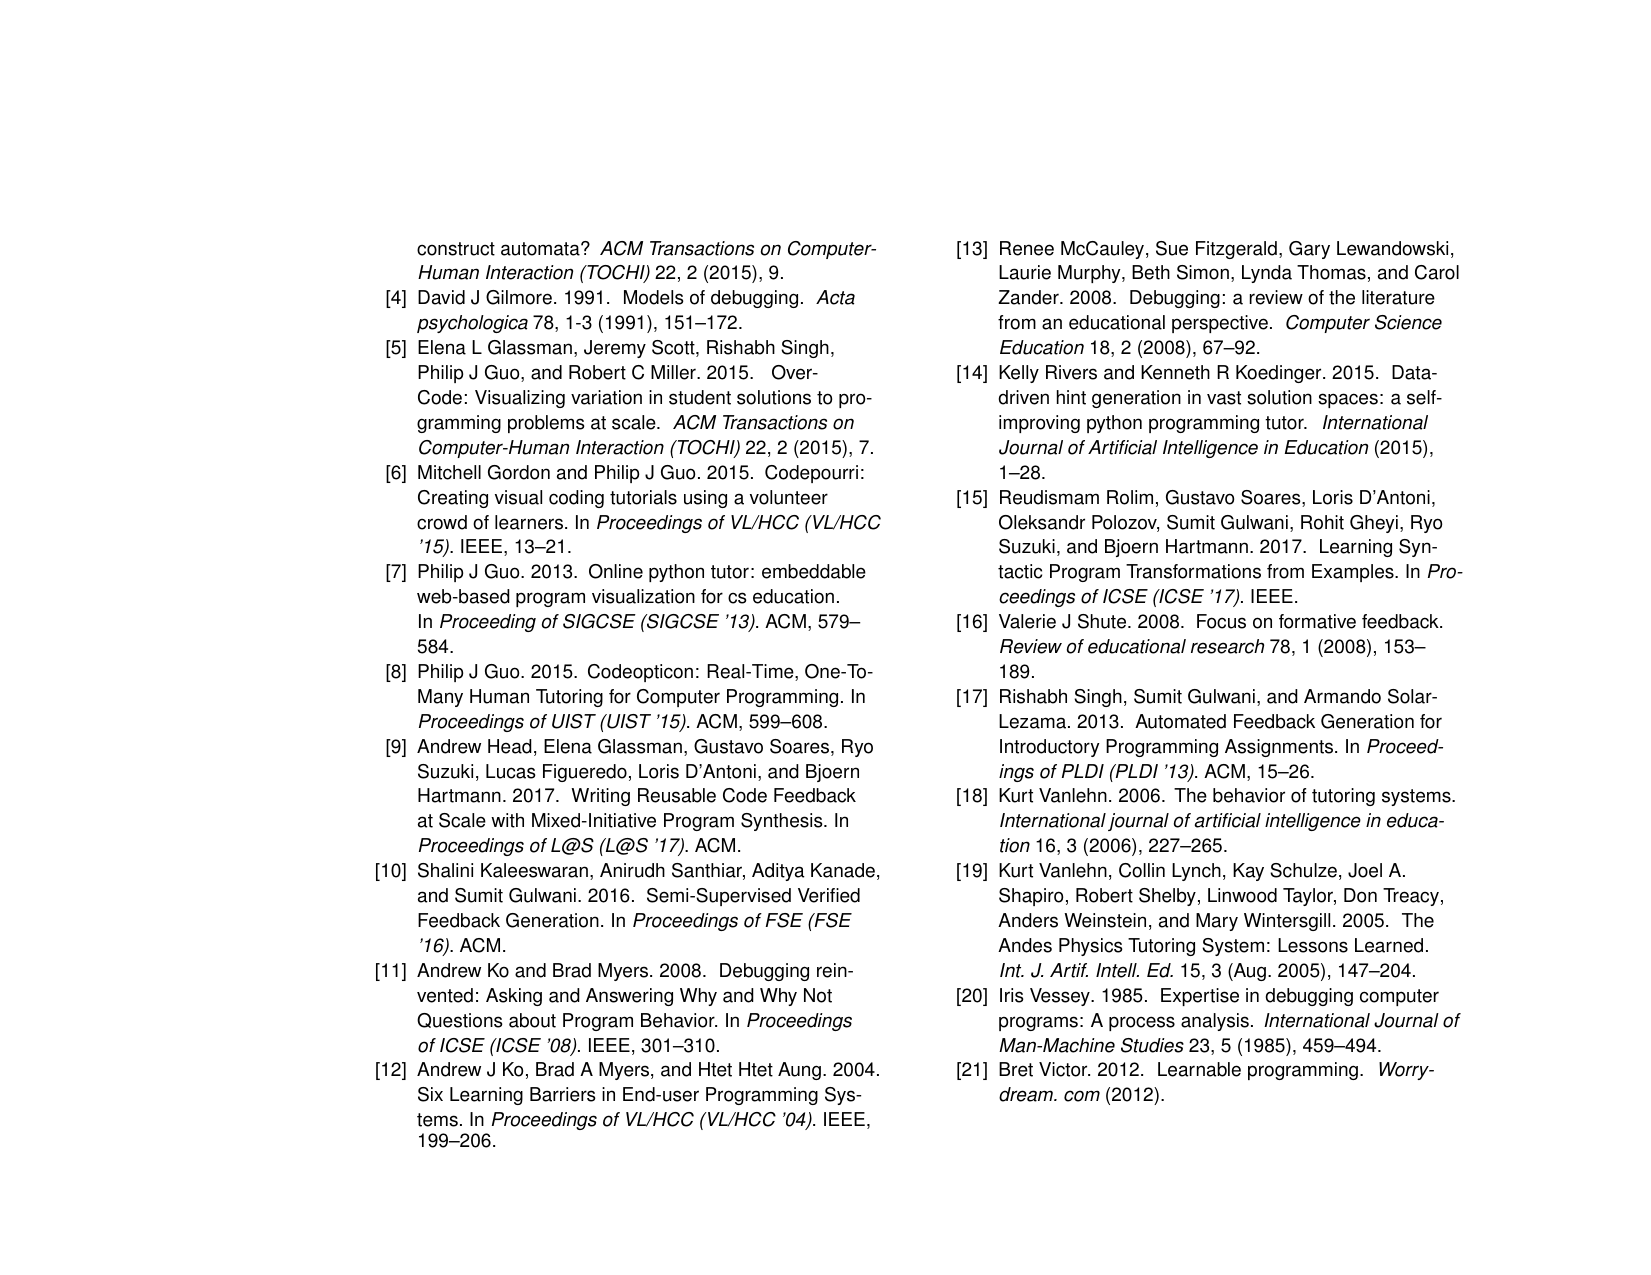 construct automata? ACM Transactions on Computer-
Human Interaction (TOCHI) 22, 2 (2015), 9.
[4] David J Gilmore. 1991. Models of debugging. Acta
psychologica 78, 1-3 (1991), 151–172.
[5] Elena L Glassman, Jeremy Scott, Rishabh Singh,
Philip J Guo, and Robert C Miller. 2015. Over-
Code: Visualizing variation in student solutions to pro-
gramming problems at scale. ACM Transactions on
Computer-Human Interaction (TOCHI) 22, 2 (2015), 7.
[6] Mitchell Gordon and Philip J Guo. 2015. Codepourri:
Creating visual coding tutorials using a volunteer
crowd of learners. In Proceedings of VL/HCC (VL/HCC
’15). IEEE, 13–21.
[7] Philip J Guo. 2013. Online python tutor: embeddable
web-based program visualization for cs education.
In Proceeding of SIGCSE (SIGCSE ’13). ACM, 579–
584.
[8] Philip J Guo. 2015. Codeopticon: Real-Time, One-To-
Many Human Tutoring for Computer Programming. In
Proceedings of UIST (UIST ’15). ACM, 599–608.
[9] Andrew Head, Elena Glassman, Gustavo Soares, Ryo
Suzuki, Lucas Figueredo, Loris D’Antoni, and Bjoern
Hartmann. 2017. Writing Reusable Code Feedback
at Scale with Mixed-Initiative Program Synthesis. In
Proceedings of L@S (L@S ’17). ACM.
[10] Shalini Kaleeswaran, Anirudh Santhiar, Aditya Kanade,
and Sumit Gulwani. 2016. Semi-Supervised Verified
Feedback Generation. In Proceedings of FSE (FSE
’16). ACM.
[11] Andrew Ko and Brad Myers. 2008. Debugging rein-
vented: Asking and Answering Why and Why Not
Questions about Program Behavior. In Proceedings
of ICSE (ICSE ’08). IEEE, 301–310.
[12] Andrew J Ko, Brad A Myers, and Htet Htet Aung. 2004.
Six Learning Barriers in End-user Programming Sys-
tems. In Proceedings of VL/HCC (VL/HCC ’04). IEEE,
199–206.
[13] Renee McCauley, Sue Fitzgerald, Gary Lewandowski,
Laurie Murphy, Beth Simon, Lynda Thomas, and Carol
Zander. 2008. Debugging: a review of the literature
from an educational perspective. Computer Science
Education 18, 2 (2008), 67–92.
[14] Kelly Rivers and Kenneth R Koedinger. 2015. Data-
driven hint generation in vast solution spaces: a self-
improving python programming tutor. International
Journal of Artificial Intelligence in Education (2015),
1–28.
[15] Reudismam Rolim, Gustavo Soares, Loris D’Antoni,
Oleksandr Polozov, Sumit Gulwani, Rohit Gheyi, Ryo
Suzuki, and Bjoern Hartmann. 2017. Learning Syn-
tactic Program Transformations from Examples. In Pro-
ceedings of ICSE (ICSE ’17). IEEE.
[16] Valerie J Shute. 2008. Focus on formative feedback.
Review of educational research 78, 1 (2008), 153–
189.
[17] Rishabh Singh, Sumit Gulwani, and Armando Solar-
Lezama. 2013. Automated Feedback Generation for
Introductory Programming Assignments. In Proceed-
ings of PLDI (PLDI ’13). ACM, 15–26.
[18] Kurt Vanlehn. 2006. The behavior of tutoring systems.
International journal of artificial intelligence in educa-
tion 16, 3 (2006), 227–265.
[19] Kurt Vanlehn, Collin Lynch, Kay Schulze, Joel A.
Shapiro, Robert Shelby, Linwood Taylor, Don Treacy,
Anders Weinstein, and Mary Wintersgill. 2005. The
Andes Physics Tutoring System: Lessons Learned.
Int. J. Artif. Intell. Ed. 15, 3 (Aug. 2005), 147–204.
[20] Iris Vessey. 1985. Expertise in debugging computer
programs: A process analysis. International Journal of
Man-Machine Studies 23, 5 (1985), 459–494.
[21] Bret Victor. 2012. Learnable programming. Worry-
dream. com (2012).